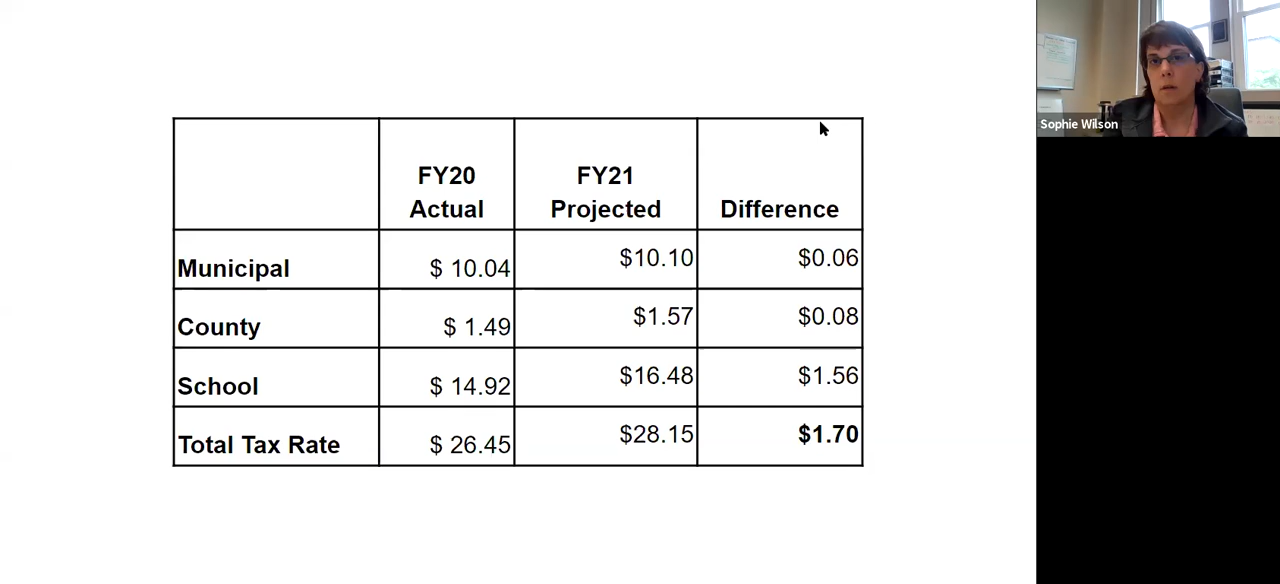 FY20 Actual FY21 Projected Difference
Municipal $ 10.04 $10.10 $0.06
County $ 1.49 $1.57 $0.08
School $ 14.92 $16.48 $1.56
Total Tax Rate $ 26.45 $28.15 $1.70
Sophie Wilson